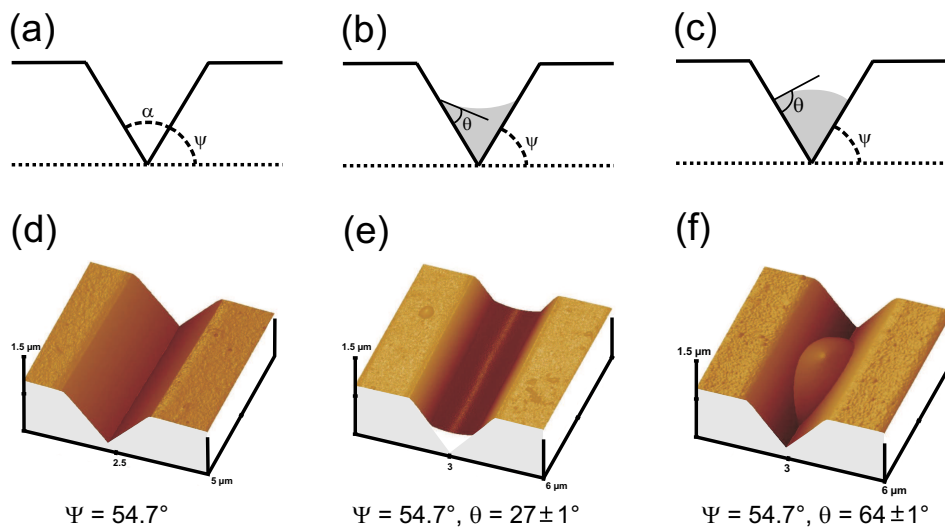 (a)
(b)
(c)
α
ψ
θ
ψ
θ
ψ
(d)
(e)
(f)
1.5 µm
2.5
5 µm
1.5 µm
3
6 µm
1.5 µm
3
6 µm
Ψ = 54.7°
Ψ = 54.7°, θ = 27±1°
Ψ = 54.7°, θ = 64±1°